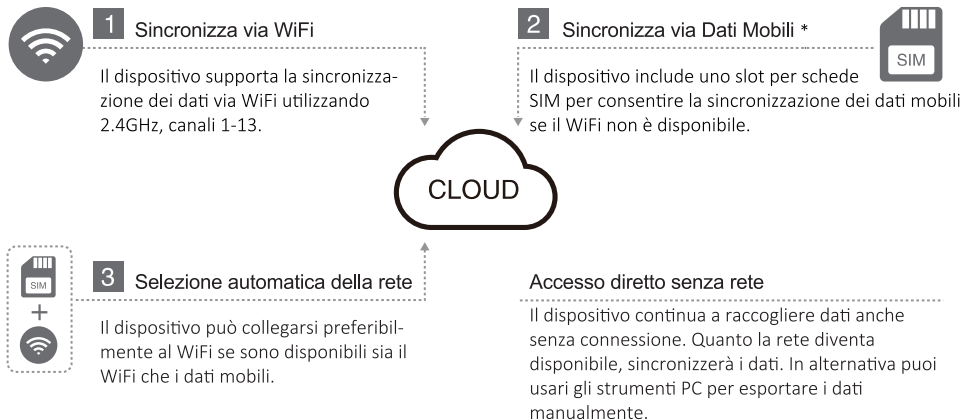 1 Sincronizza via WiFi
Il dispositivo supporta la sincronizza-
zione dei dati via WiFi utilizzando
2.4GHz, canali 1-13.
2 Sincronizza via Dati Mobili *
SIM
Il dispositivo include uno slot per schede
SIM per consentire la sincronizzazione dei dati mobili
se il WiFi non è disponibile.
CLOUD
SIM
+
3 Selezione automatica della rete
Il dispositivo può collegarsi preferibil-
mente al WiFi se sono disponibili sia il
WiFi che i dati mobili.
Accesso diretto senza rete
Il dispositivo continua a raccogliere dati anche
senza connessione. Quanto la rete diventa
disponibile, sincronizzerà i dati. In alternativa puoi
usari gli strumenti PC per esportare i dati
manualmente.